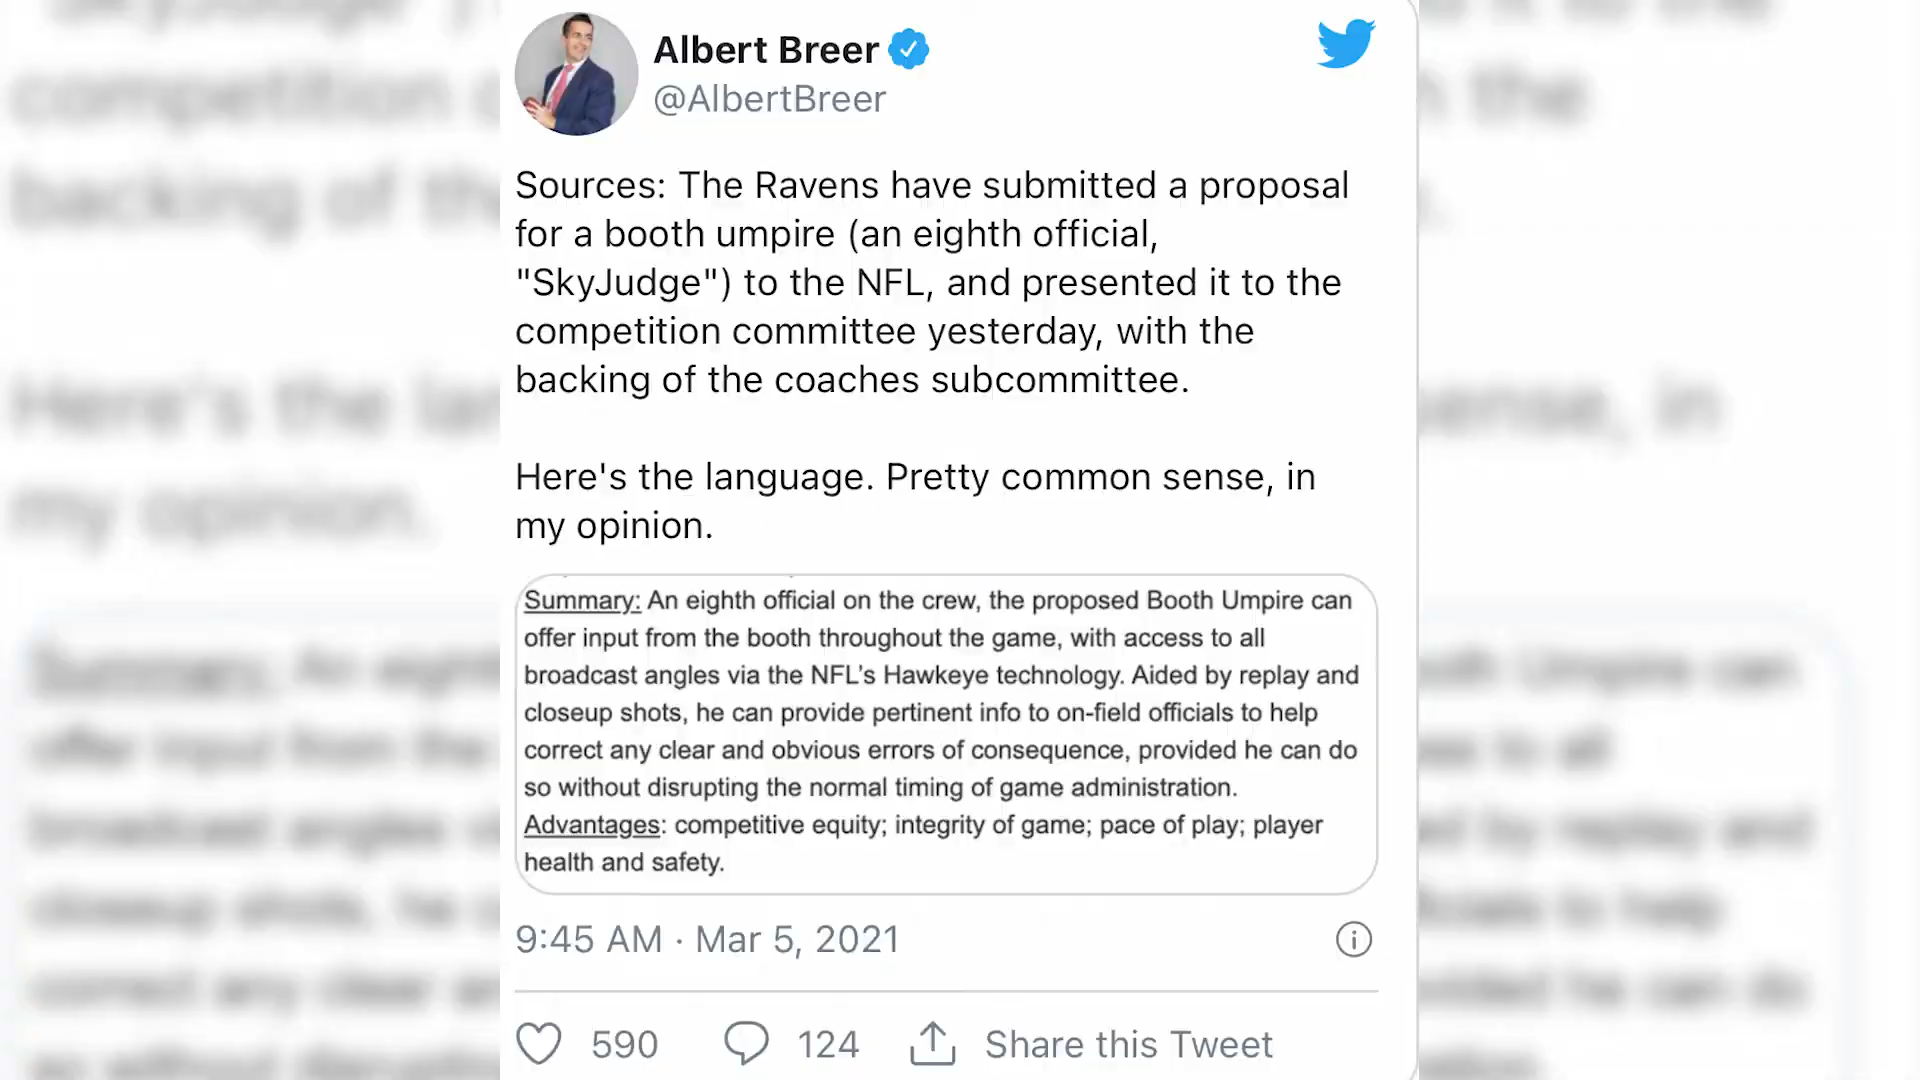 Albert Breer
@AlbertBreer
Sources: The Ravens have submitted a proposal
for a booth umpire (an eighth official,
"SkyJudge") to the NFL, and presented it to the
competition committee yesterday, with the
backing of the coaches subcommittee.
Here's the language. Pretty common sense, in
my opinion.
Summary: An eighth official on the crew, the proposed Booth Umpire can
offer input from the booth throughout the game, with access to all
broadcast angles via the NFL's Hawkeye technology. Aided by replay and
closeup shots, he can provide pertinent info to on-field officials to help
correct any clear and obvious errors of consequence, provided he can do
so without disrupting the normal timing of game administration.
Advantages: competitive equity; integrity of game; pace of play; player
health and safety.
9:45 AM · Mar 5, 2021
590 124 Share this Tweet